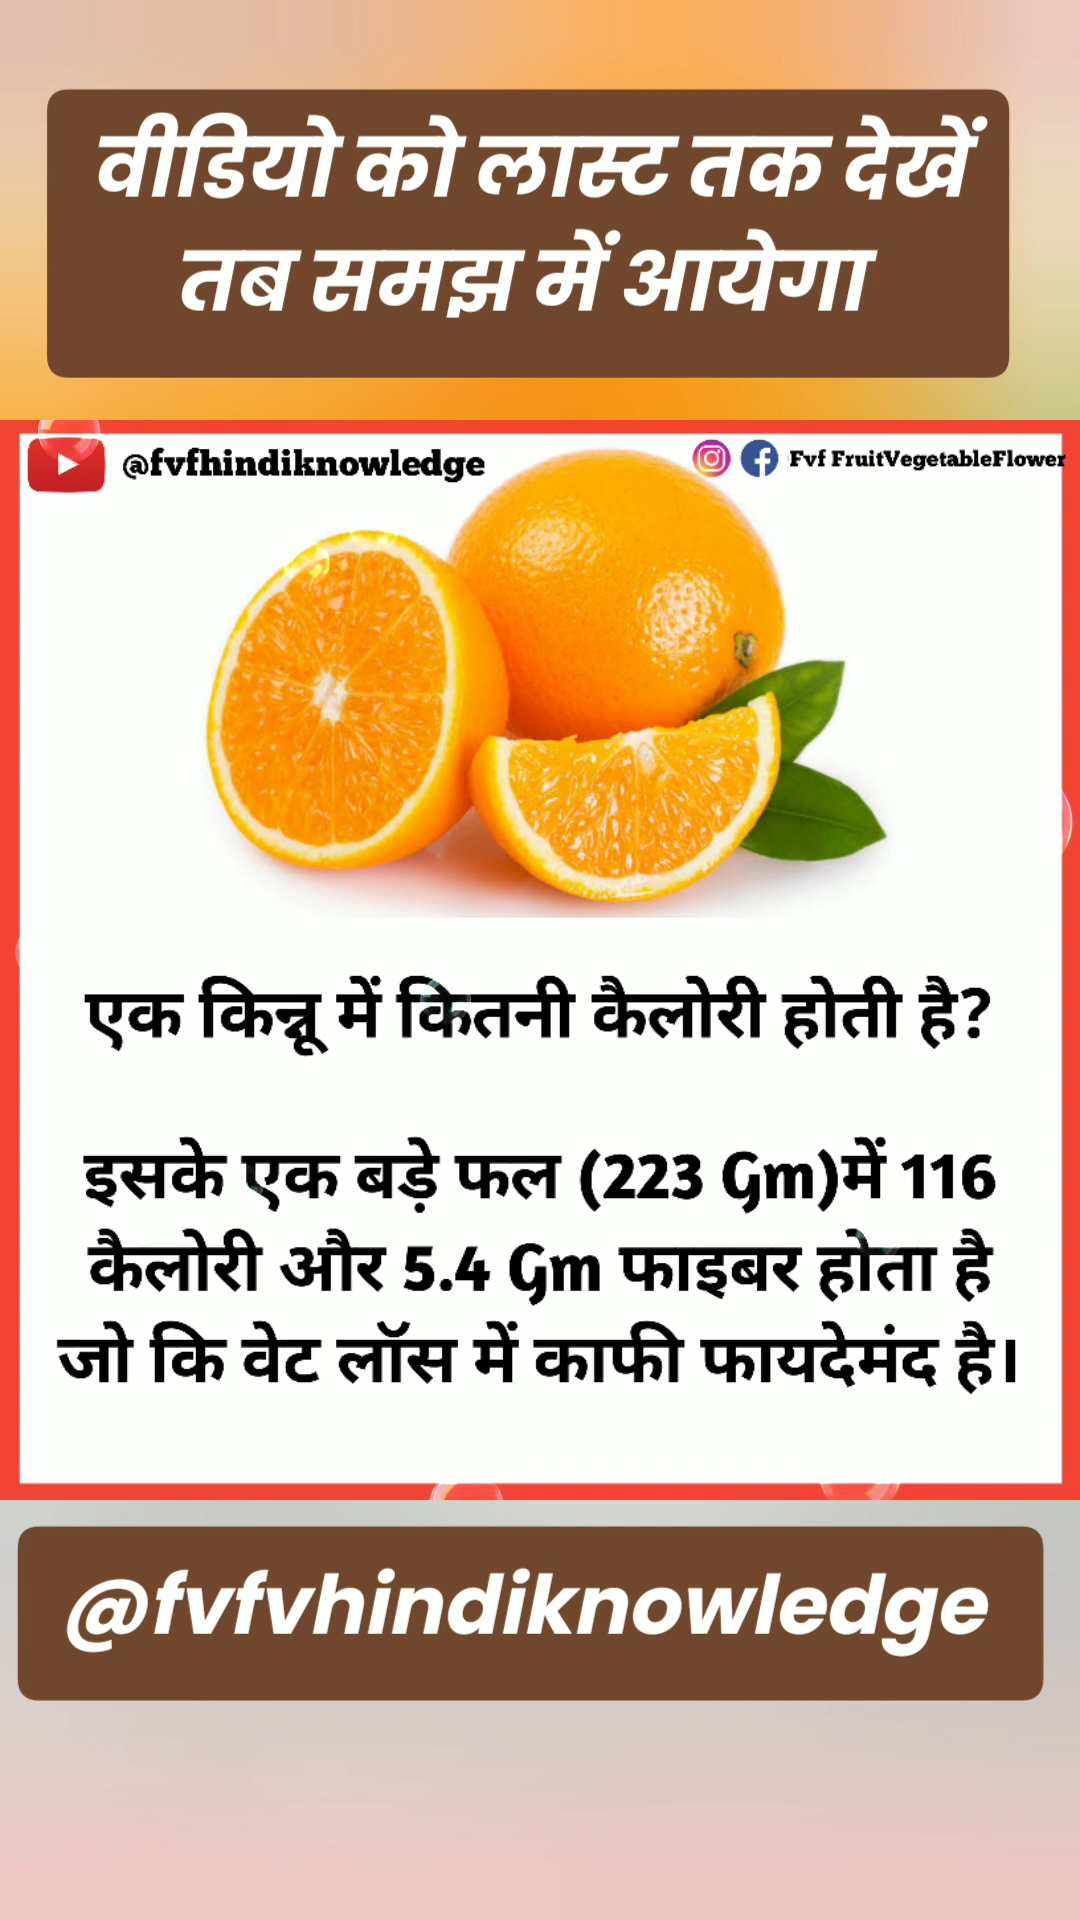 वीडियो को लास्ट तक देखें
तब समझ में आयेगा
@fvfhindiknowledge
Fvf FruitVegetableFlower
एक किन्नू में कितनी कैलोरी होती है?
इसके एक बड़े फल (223 Gm)में 116
कैलोरी और 5.4 Gm फाइबर होता है
जो कि वेट लॉस में काफी फायदेमंद है।
@fvfvhindiknowledge